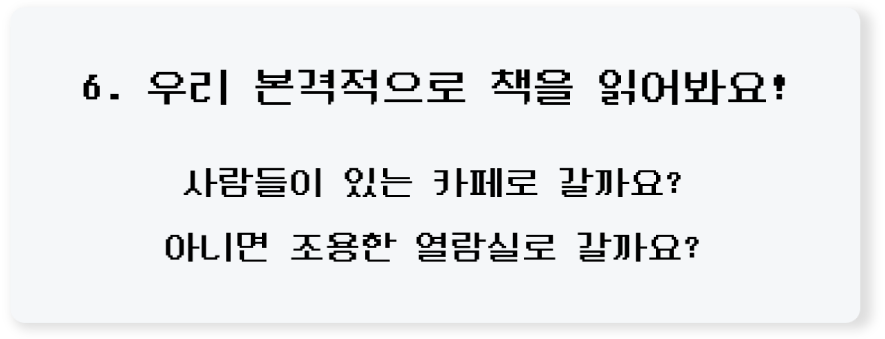 6. 우리 본격적으로 책을 읽어봐요!
사람들이 있는 카페로 갈까요?
아니면 조용한 열람실로 갈까요?